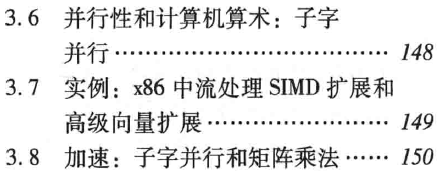 3.6 并行性和计算机算术：子字
并行………………………………… 148
3.7 实例：x86 中流处理 SIMD 扩展和
高级向量扩展…………………… 149
3.8 加速：子字并行和矩阵乘法…… 150